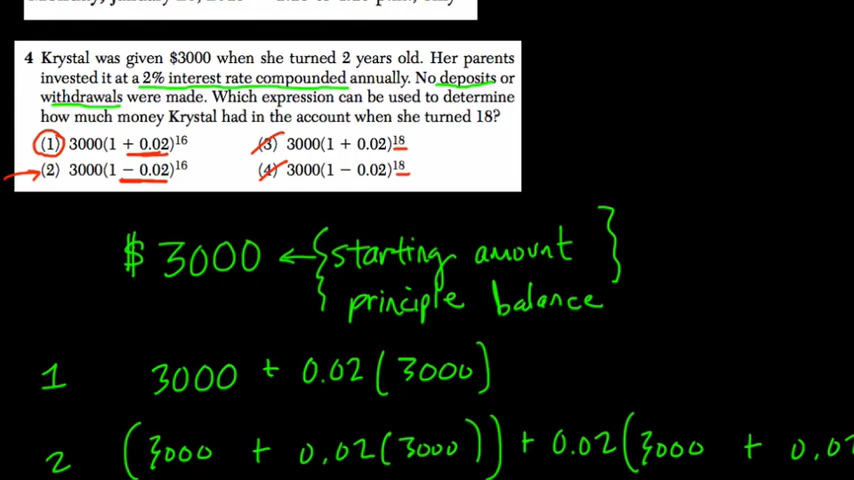 4 Krystal was given $3000 when she turned 2 years old. Her parents
invested it at a 2% interest rate compounded annually. No deposits or
withdrawals were made. Which expression can be used to determine
how much money Krystal had in the account when she turned 18?
(1) 3000(1 + 0.02)^16 (3) 3000(1 + 0.02)^18
(2) 3000(1 − 0.02)^16 (4) 3000(1 − 0.02)^18
$ 3000 ← { starting amount }
principle balance
1 3000 + 0.02(3000)
2 (3000 + 0.02(3000)) + 0.02(3000 + 0.0